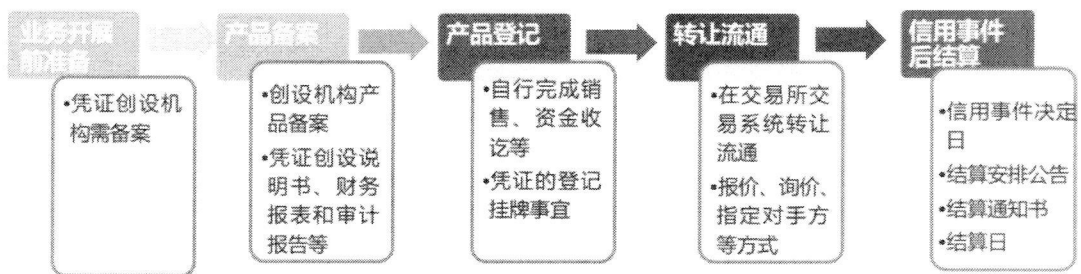 业务开展
前准备
•凭证创设机
构需备案
产品备案
•创设机构产
品备案
•凭证创设说
明书、财务
报表和审计
报告等
产品登记
•自行完成销
售、资金收
讫等
•凭证的登记
挂牌事宜
转让流通
•在交易所交
易系统转让
流通
•报价、询价、
指定对手方
等方式
信用事件
后结算
•信用事件决定
日
•结算安排公告
•结算通知书
•结算日